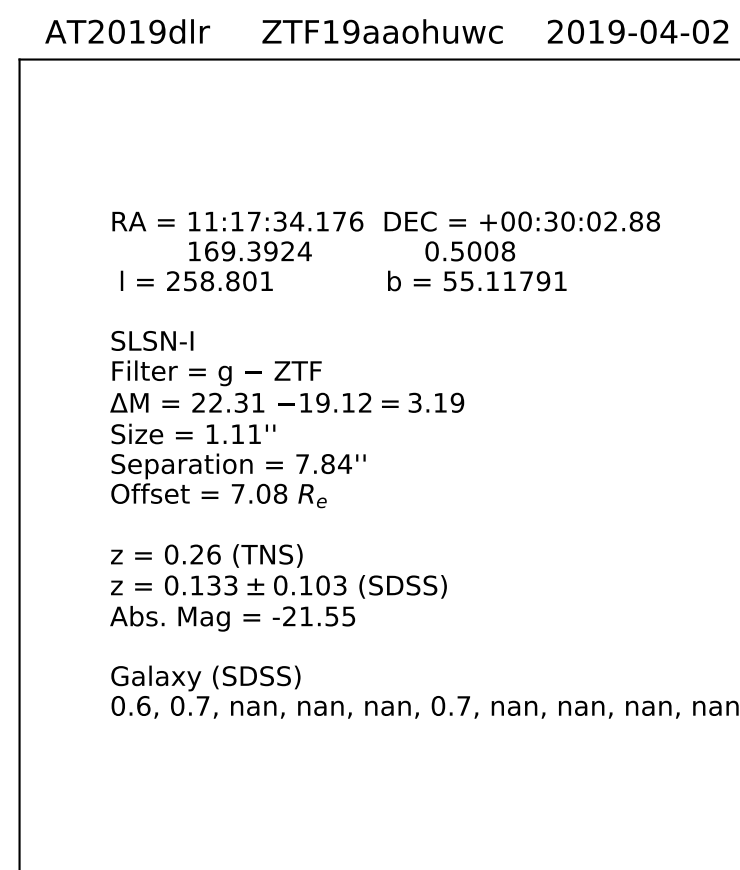 AT2019dlr ZTF19aaohuwc 2019-04-02
RA = 11:17:34.176 DEC = +00:30:02.88
169.3924 0.5008
l = 258.801 b = 55.11791
SLSN-I
Filter = g − ZTF
ΔM = 22.31 −19.12 = 3.19
Size = 1.11''
Separation = 7.84''
Offset = 7.08 Rₑ
z = 0.26 (TNS)
z = 0.133 ± 0.103 (SDSS)
Abs. Mag = -21.55
Galaxy (SDSS)
0.6, 0.7, nan, nan, nan, 0.7, nan, nan, nan, nan